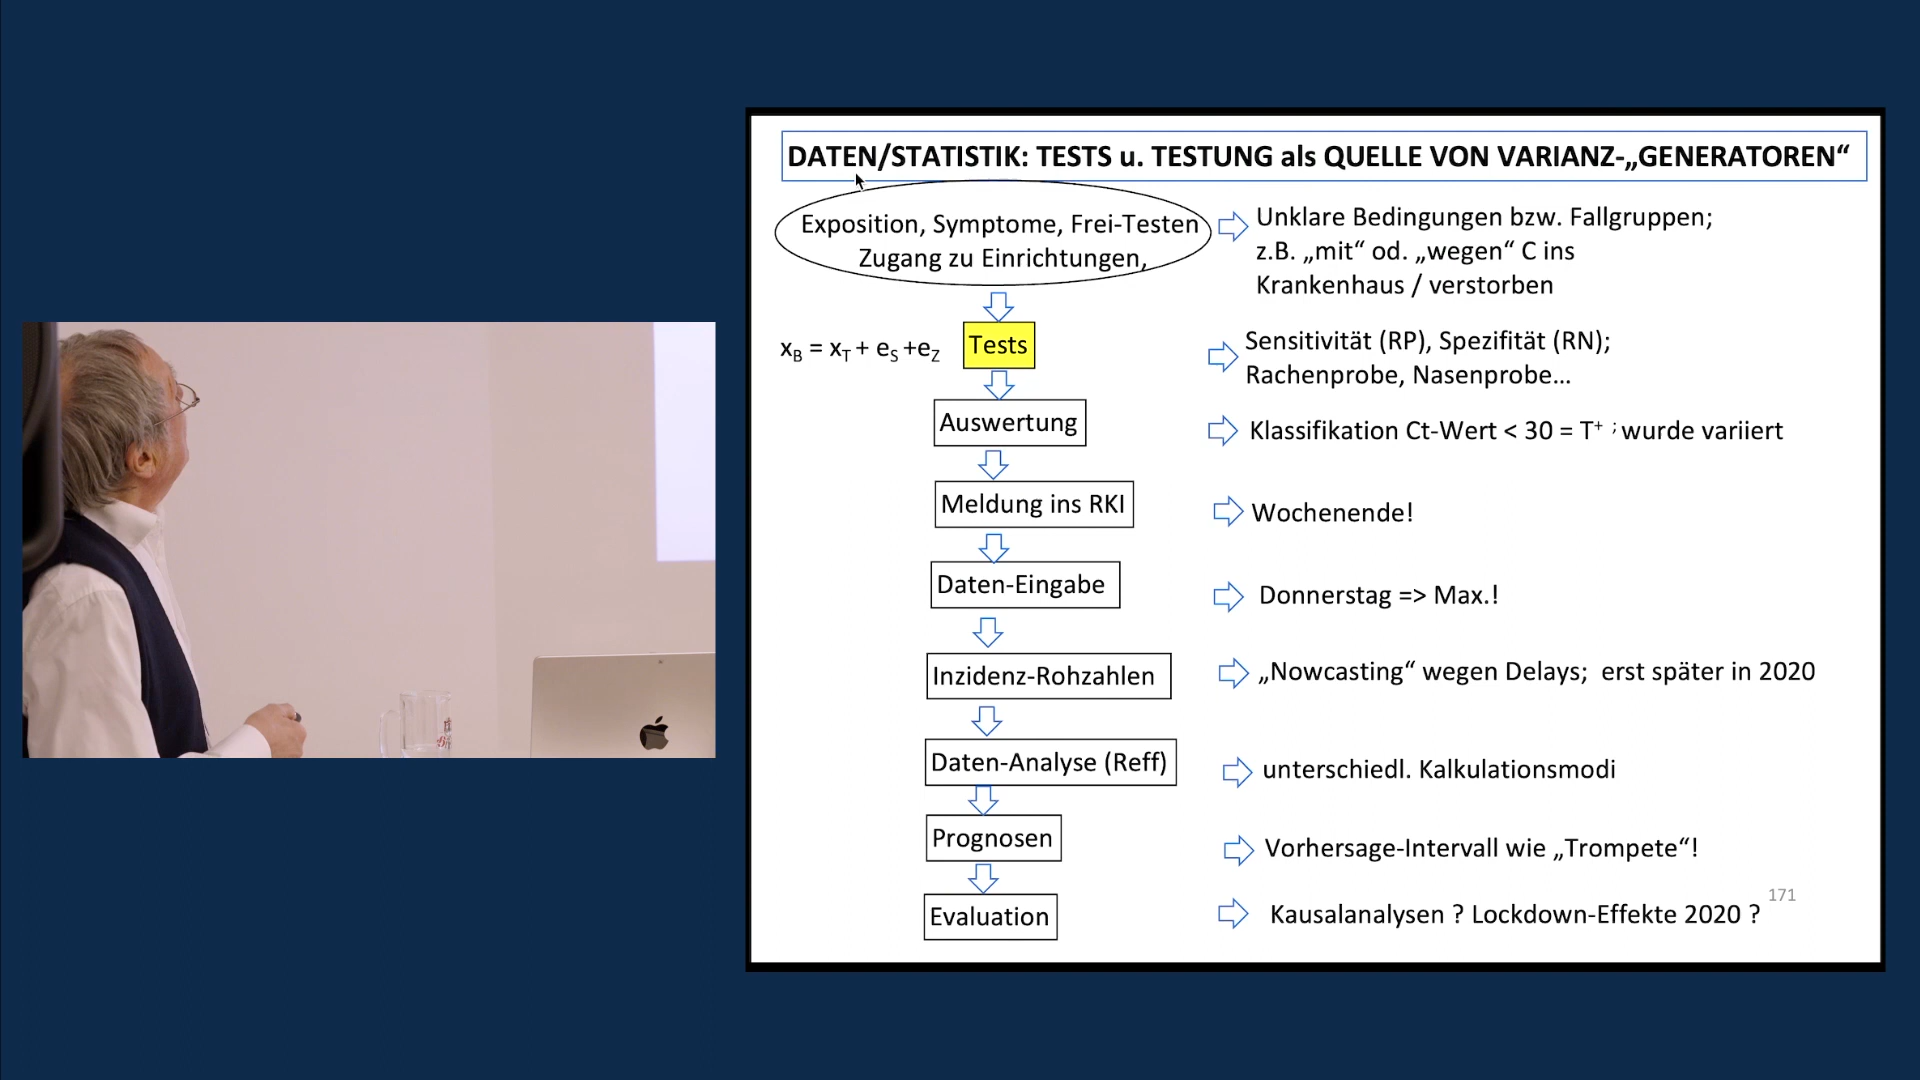 DATEN/STATISTIK: TESTS u. TESTUNG als QUELLE VON VARIANZ-„GENERATOREN“
Exposition, Symptome, Frei-Testen
Zugang zu Einrichtungen,
Unklare Bedingungen bzw. Fallgruppen;
z.B. „mit“ od. „wegen“ C ins
Krankenhaus / verstorben
xB = xT + eS +eZ
Tests
Sensitivität (RP), Spezifität (RN);
Rachenprobe, Nasenprobe...
Auswertung
Klassifikation Ct-Wert < 30 = T+ ; wurde variiert
Meldung ins RKI
Wochenende!
Daten-Eingabe
Donnerstag => Max.!
Inzidenz-Rohzahlen
„Nowcasting“ wegen Delays; erst später in 2020
Daten-Analyse (Reff)
unterschiedl. Kalkulationsmodi
Prognosen
Vorhersage-Intervall wie „Trompete“!
Evaluation
Kausalanalysen ? Lockdown-Effekte 2020 ?
171